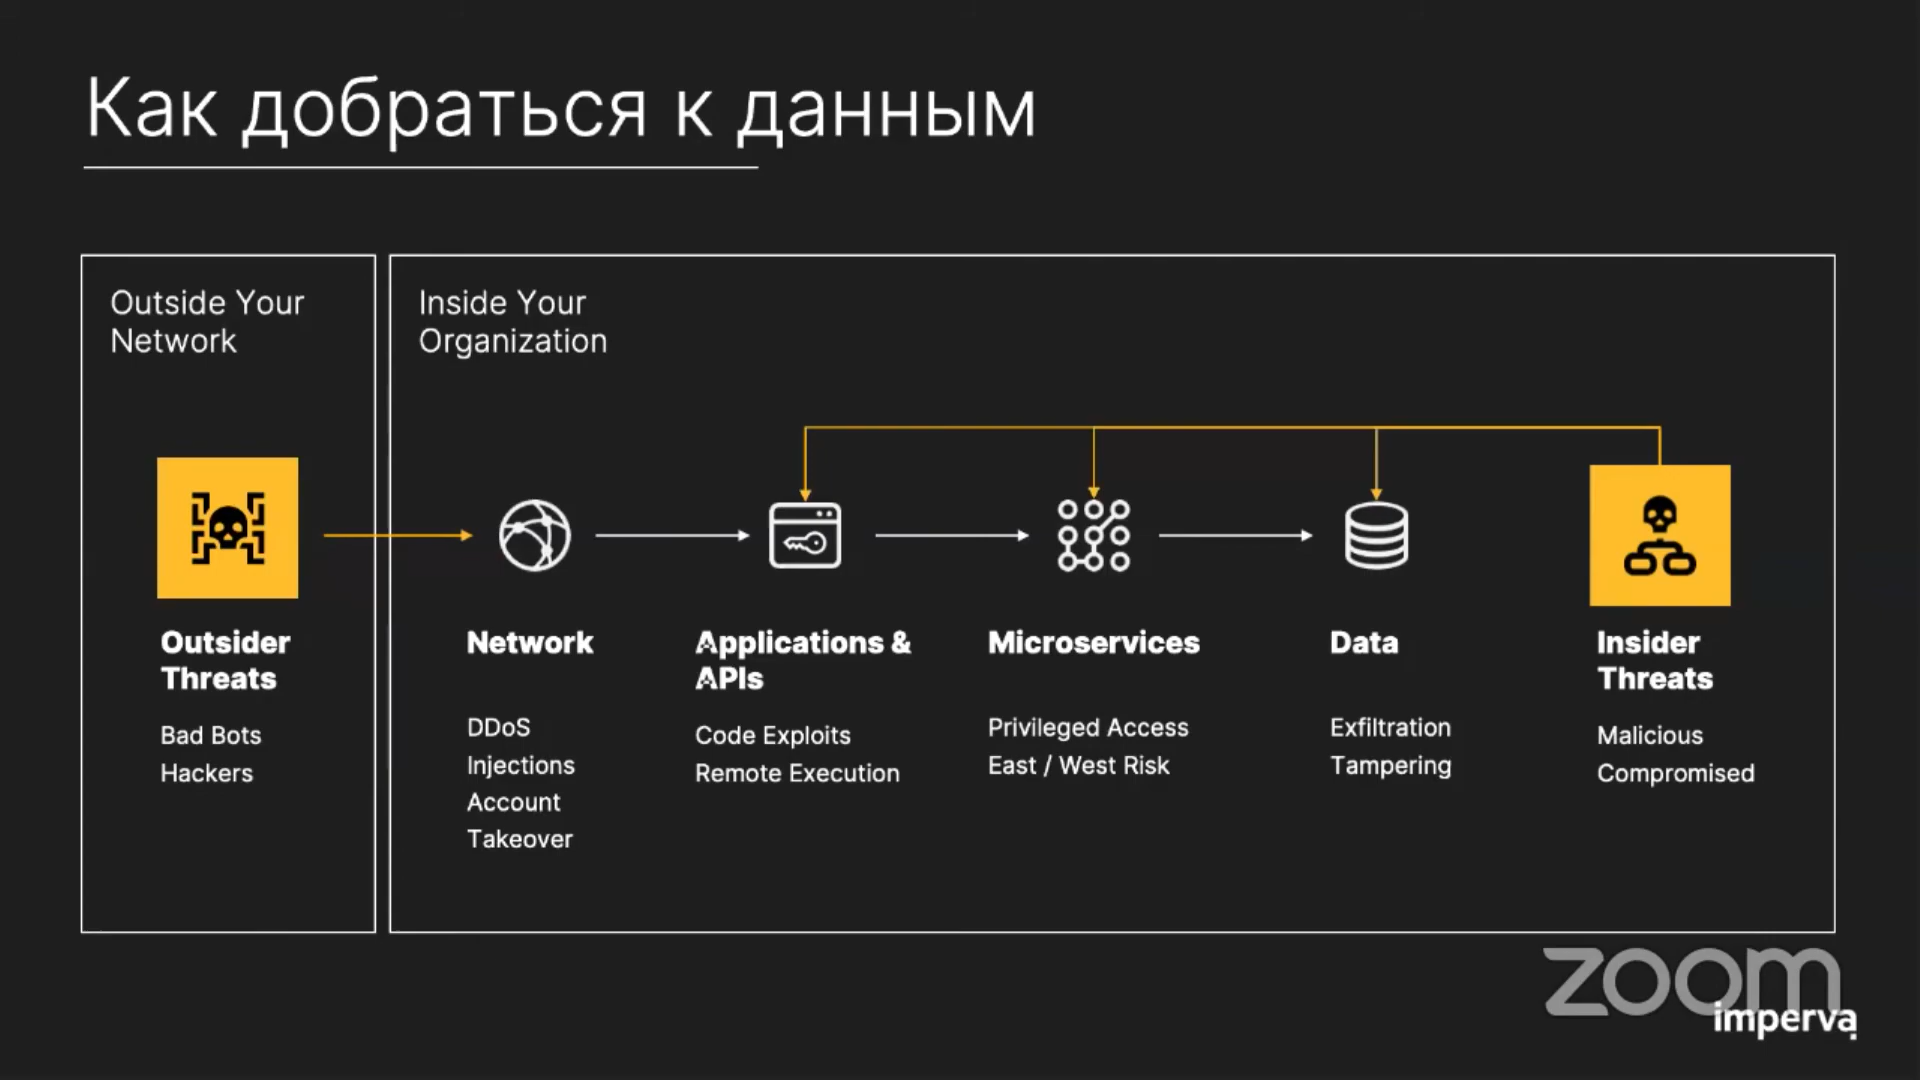 Как добраться к данным
Outside Your
Network
Inside Your
Organization
Outsider
Threats
Bad Bots
Hackers
Network
DDoS
Injections
Account
Takeover
Applications &
APIs
Code Exploits
Remote Execution
Microservices
Privileged Access
East / West Risk
Data
Exfiltration
Tampering
Insider
Threats
Malicious
Compromised
zoom
imperva